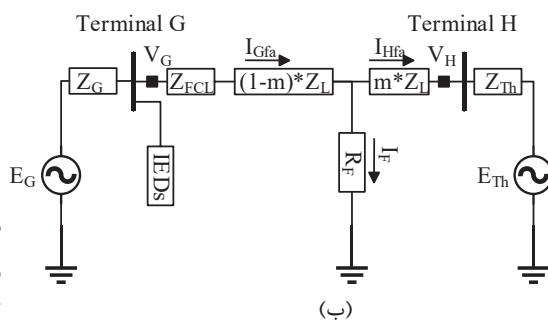 Terminal G
Terminal H
I_Gfa
I_Hfa
V_G
V_H
Z_G
Z_FCL
(1-m)*Z_L
m*Z_L
Z_Th
IEDs
R_F
I_F
E_G
E_Th
(ب)